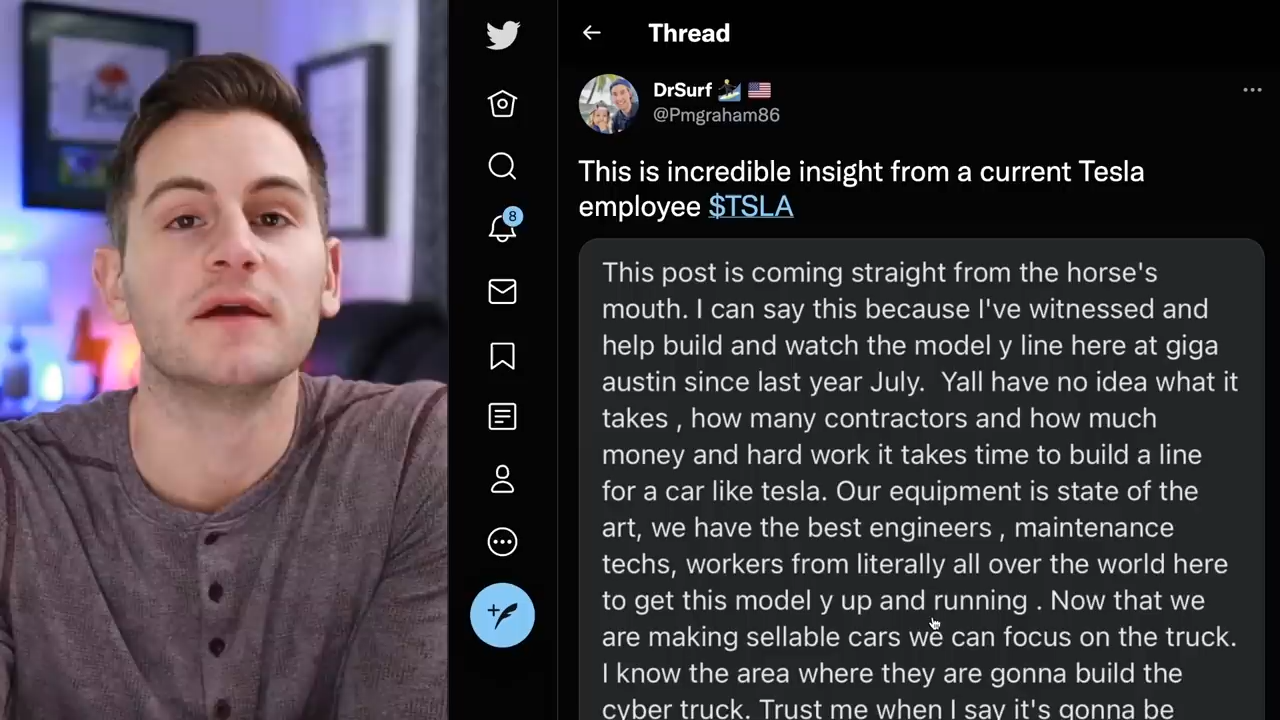 Thread
DrSurf 🏄 🇺🇸
@Pmgraham86
This is incredible insight from a current Tesla
employee $TSLA
8
This post is coming straight from the horse's
mouth. I can say this because I've witnessed and
help build and watch the model y line here at giga
austin since last year July.  Yall have no idea what it
takes , how many contractors and how much
money and hard work it takes time to build a line
for a car like tesla. Our equipment is state of the
art, we have the best engineers , maintenance
techs, workers from literally all over the world here
to get this model y up and running . Now that we
are making sellable cars we can focus on the truck.
I know the area where they are gonna build the
cyber truck. Trust me when I say it's gonna be